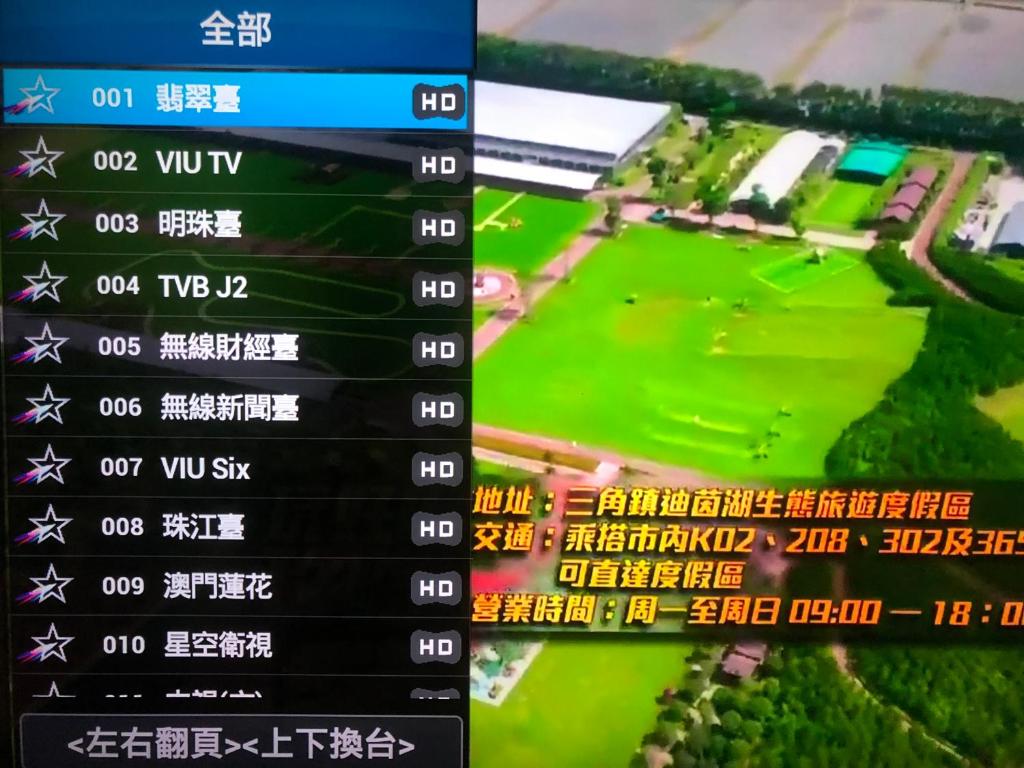 全部
001 翡翠臺 HD
002 VIU TV HD
003 明珠臺 HD
004 TVB J2 HD
005 無線財經臺 HD
006 無線新聞臺 HD
007 VIU Six HD
008 珠江臺 HD
009 澳門蓮花 HD
010 星空衛視 HD
<左右翻頁><上下換台>
地址：三角鎮迪茵湖生態旅遊度假區
交通：乘搭市內K02、208、302及365
可直達度假區
營業時間：周一至周日 09:00 — 18：0